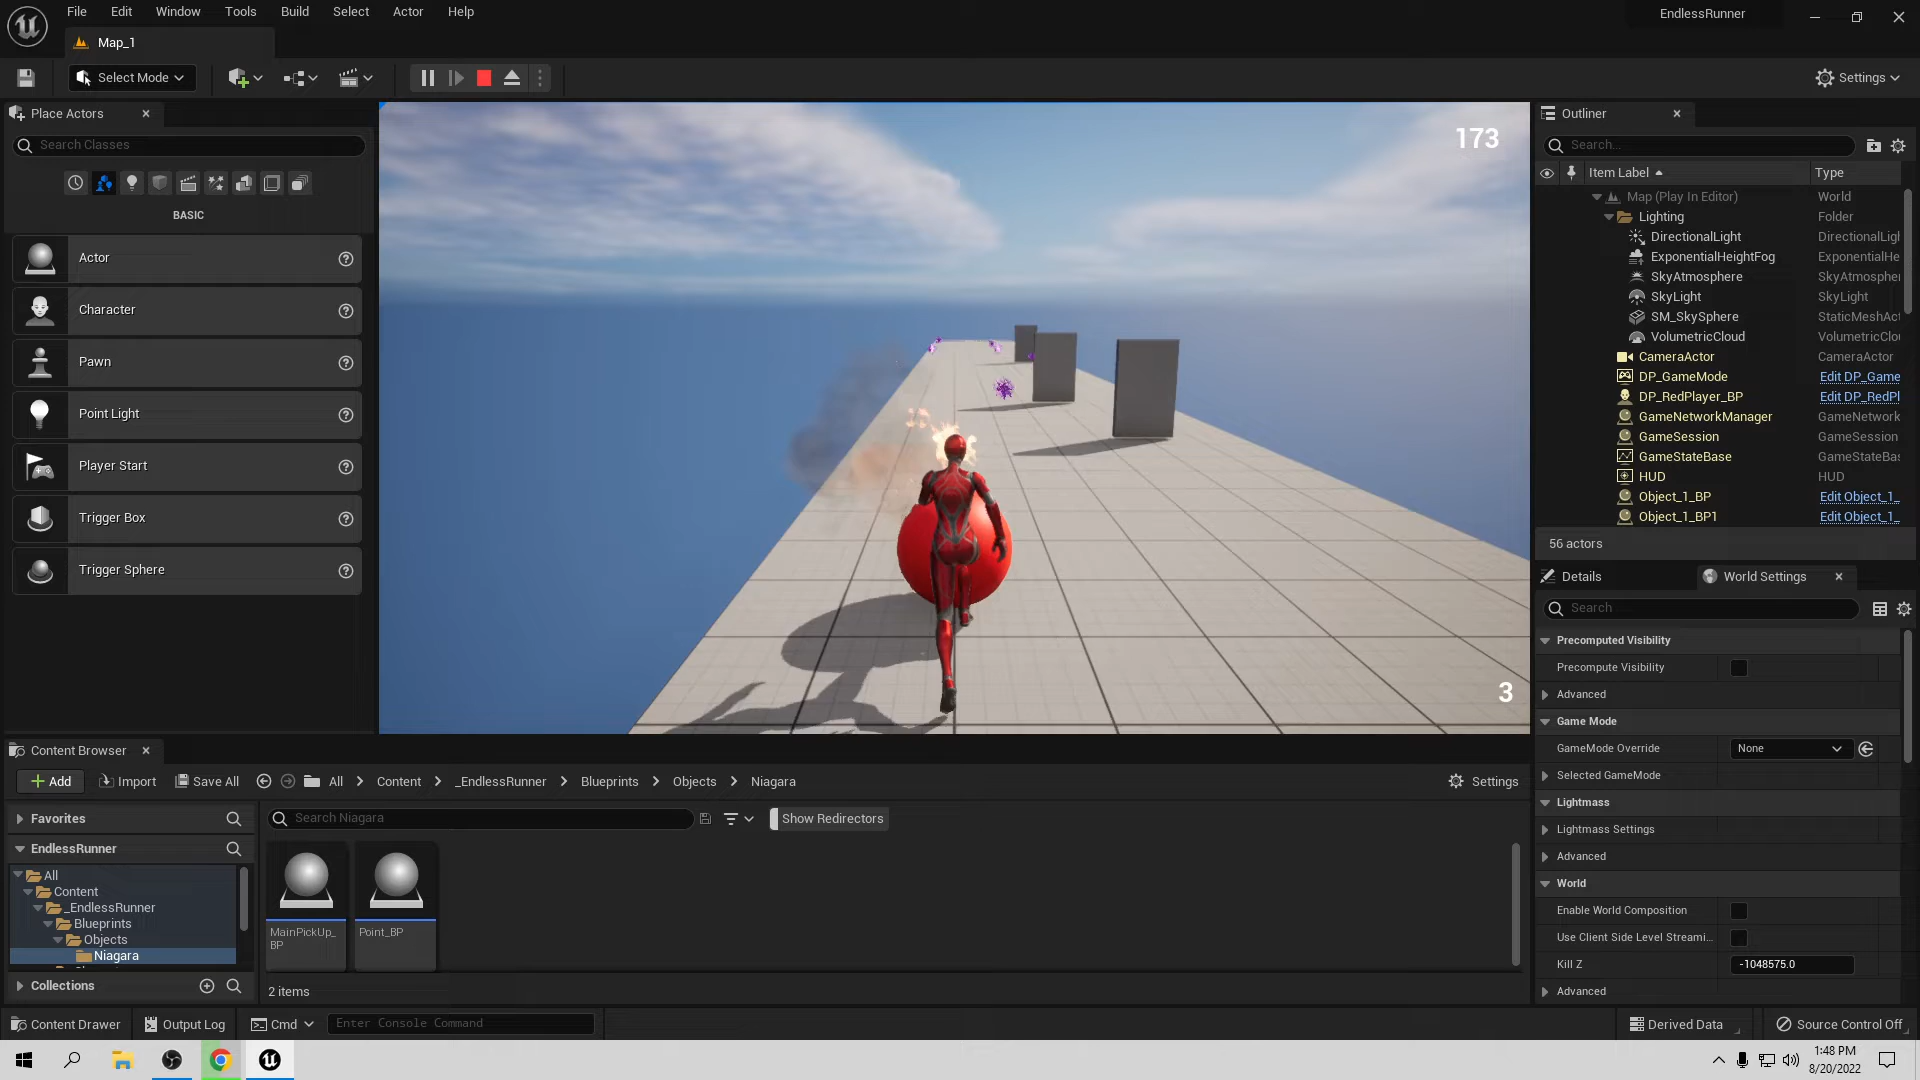 File Edit Window Tools Build Select Actor Help
EndlessRunner
Map_1
Select Mode
Settings
Place Actors
Search Classes
BASIC
Actor
Character
Pawn
Point Light
Player Start
Trigger Box
Trigger Sphere
173
3
Outliner
Search...
Item Label Type
Map (Play In Editor) World
Lighting Folder
DirectionalLight DirectionalLigh
ExponentialHeightFog ExponentialHe
SkyAtmosphere SkyAtmospher
SkyLight SkyLight
SM_SkySphere StaticMeshAct
VolumetricCloud VolumetricClou
CameraActor CameraActor
DP_GameMode Edit DP_Game
DP_RedPlayer_BP Edit DP_RedPl
GameNetworkManager GameNetwork
GameSession GameSession
GameStateBase GameStateBas
HUD HUD
Object_1_BP Edit Object_1_
Object_1_BP1 Edit Object_1_
56 actors
Details World Settings
Search
Precomputed Visibility
Precompute Visibility
Advanced
Game Mode
GameMode Override None
Selected GameMode
Lightmass
Lightmass Settings
Advanced
World
Enable World Composition
Use Client Side Level Streami...
Kill Z -1048575.0
Advanced
Content Browser
Add Import Save All All Content _EndlessRunner Blueprints Objects Niagara Settings
Favorites
EndlessRunner
All
Content
_EndlessRunner
Blueprints
Objects
Niagara
Collections
Search Niagara
Show Redirectors
MainPickUp_
BP
Point_BP
2 items
Content Drawer Output Log Cmd Enter Console Command
Derived Data Source Control Off
1:48 PM
8/20/2022